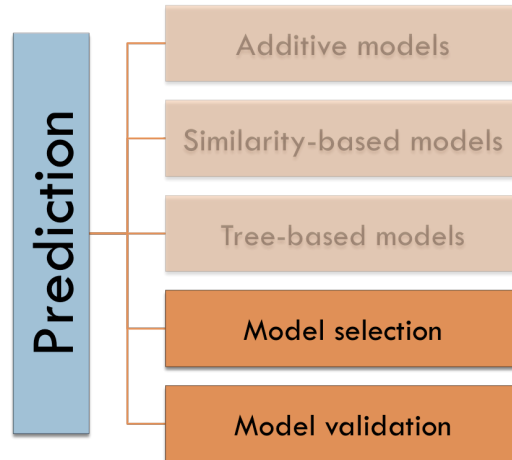 Prediction
Additive models
Similarity-based models
Tree-based models
Model selection
Model validation